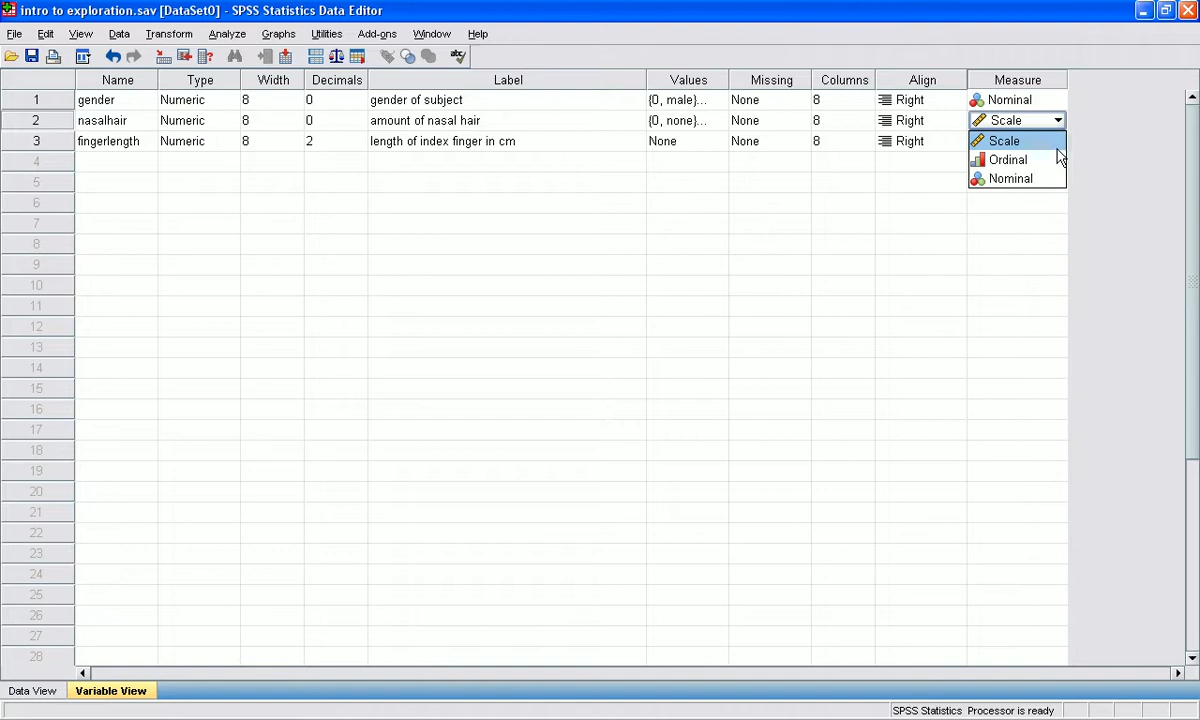 intro to exploration.sav [DataSet0] - SPSS Statistics Data Editor
File Edit View Data Transform Analyze Graphs Utilities Add-ons Window Help
Name Type Width Decimals Label Values Missing Columns Align Measure
1 gender Numeric 8 0 gender of subject {0, male}... None 8 Right Nominal
2 nasalhair Numeric 8 0 amount of nasal hair {0, none}... None 8 Right Scale
3 fingerlength Numeric 8 2 length of index finger in cm None None 8 Right Scale
4 Ordinal
5 Nominal
6
7
8
9
10
11
12
13
14
15
16
17
18
19
20
21
22
23
24
25
26
27
28
Data View Variable View
SPSS Statistics Processor is ready